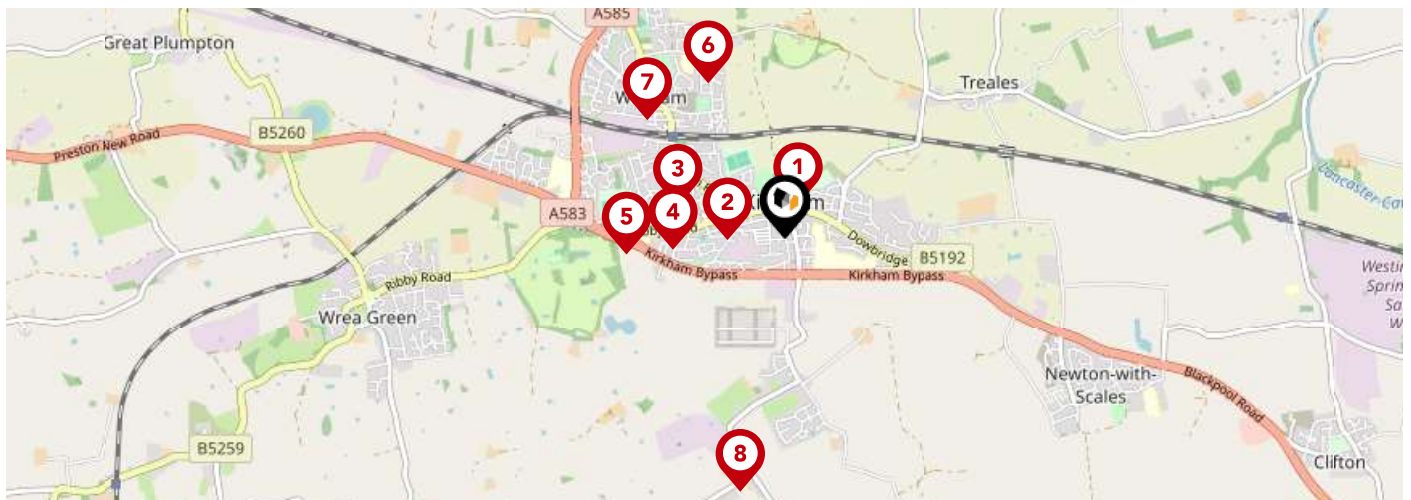 A585
Great Plumpton
6
7
Treales
B5260
Preston New Road
3
1
2
5
4
A583
Dowbridge
B5192
Kirkham Bypass
Kirkham Bypass
Ribby Road
Wrea Green
Newton-with-
Scales
Blackpool Road
B5259
8
Clifton